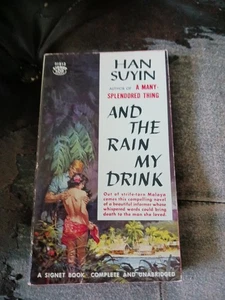 HAN
SUYIN
AUTHOR OF A MANY-
SPLENDORED THING
AND
THE
RAIN
MY
DRINK
Out of strife-torn Malaya
comes this compelling novel
of a beautiful informer whose
whispered words could bring
death to the man she loved.
A SIGNET BOOK COMPLETE AND UNABRIDGED